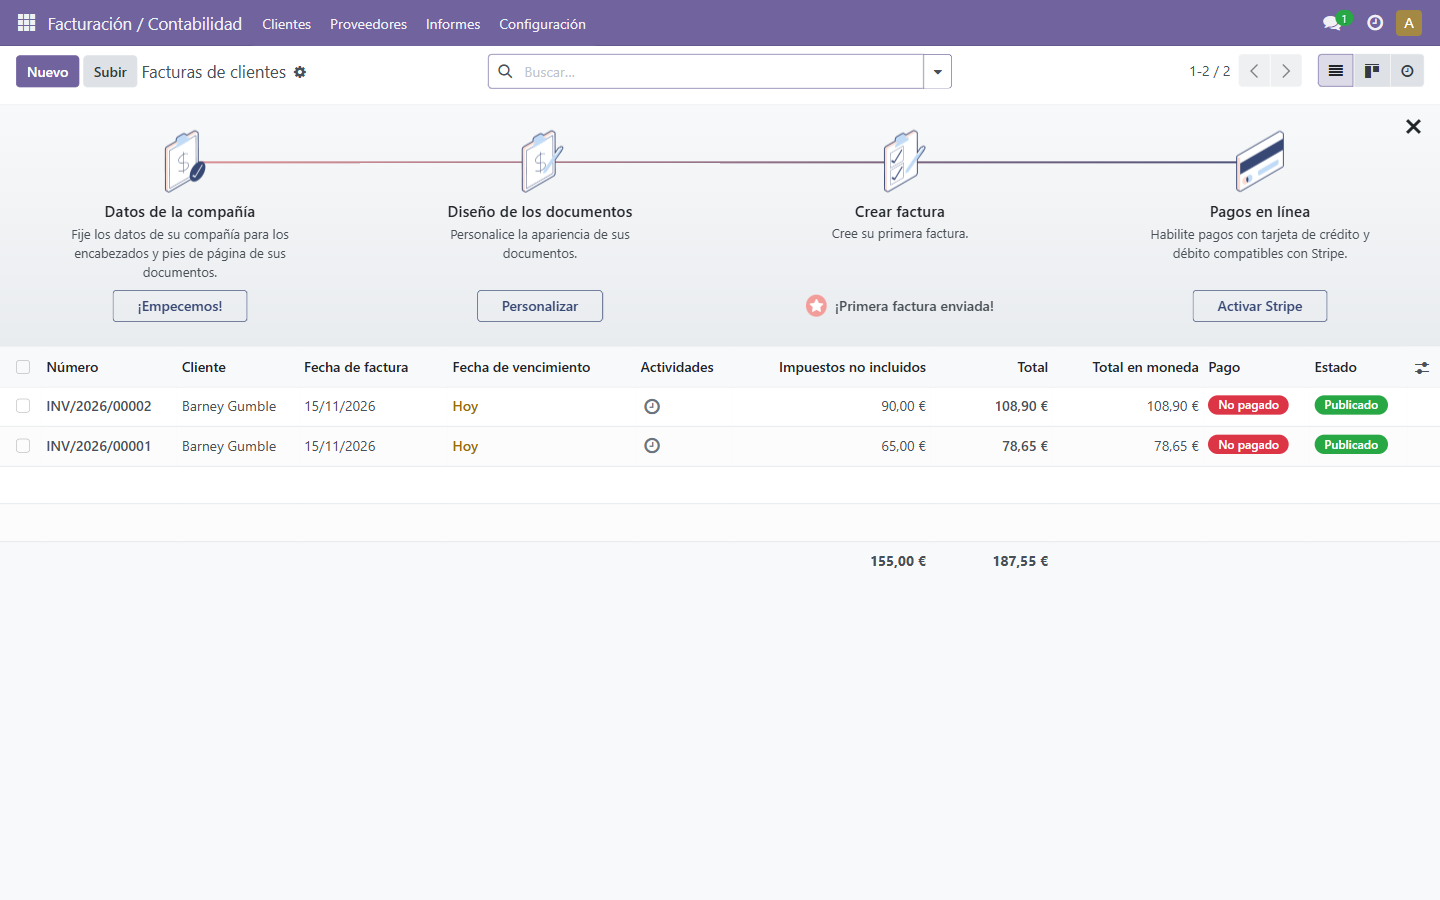 Facturación / Contabilidad Clientes Proveedores Informes Configuración 1 A
Nuevo Subir Facturas de clientes Buscar... 1-2 / 2
Datos de la compañía
Fije los datos de su compañía para los
encabezados y pies de página de sus
documentos.
¡Empecemos!
Diseño de los documentos
Personalice la apariencia de sus
documentos.
Personalizar
Crear factura
Cree su primera factura.
¡Primera factura enviada!
Pagos en línea
Habilite pagos con tarjeta de crédito y
débito compatibles con Stripe.
Activar Stripe
Número Cliente Fecha de factura Fecha de vencimiento Actividades Impuestos no incluidos Total Total en moneda Pago Estado
INV/2026/00002 Barney Gumble 15/11/2026 Hoy 90,00 € 108,90 € 108,90 € No pagado Publicado
INV/2026/00001 Barney Gumble 15/11/2026 Hoy 65,00 € 78,65 € 78,65 € No pagado Publicado
155,00 € 187,55 €